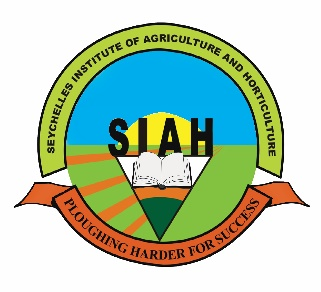 SEYCHELLES INSTITUTE OF AGRICULTURE AND HORTICULTURE
SIAH
PLOUGHING HARDER FOR SUCCESS